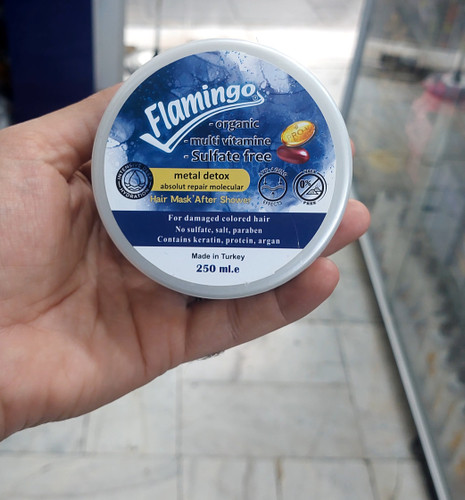 Flamingo
- organic
- multi vitamine
- Sulfate free
metal detox
absolut repair molecular
Hair Mask After Shower
For damaged colored hair
No sulfate, salt, paraben
Contains keratin, protein, argan
Made in Turkey
250 ml.e